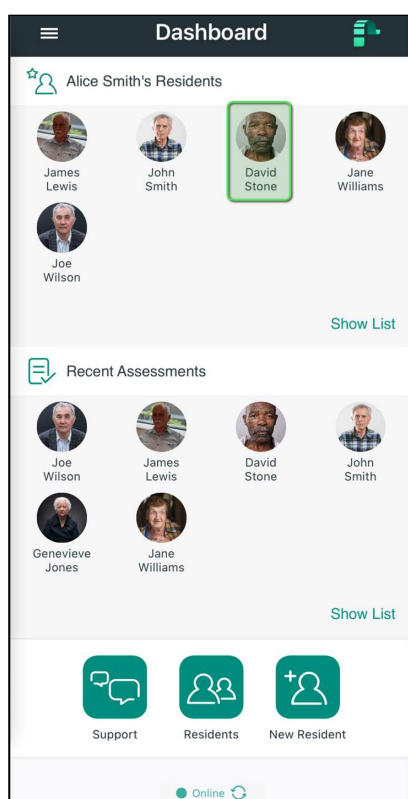 Dashboard
Alice Smith's Residents
James
Lewis
John
Smith
David
Stone
Jane
Williams
Joe
Wilson
Show List
Recent Assessments
Joe
Wilson
James
Lewis
David
Stone
John
Smith
Genevieve
Jones
Jane
Williams
Show List
Support
Residents
New Resident
Online